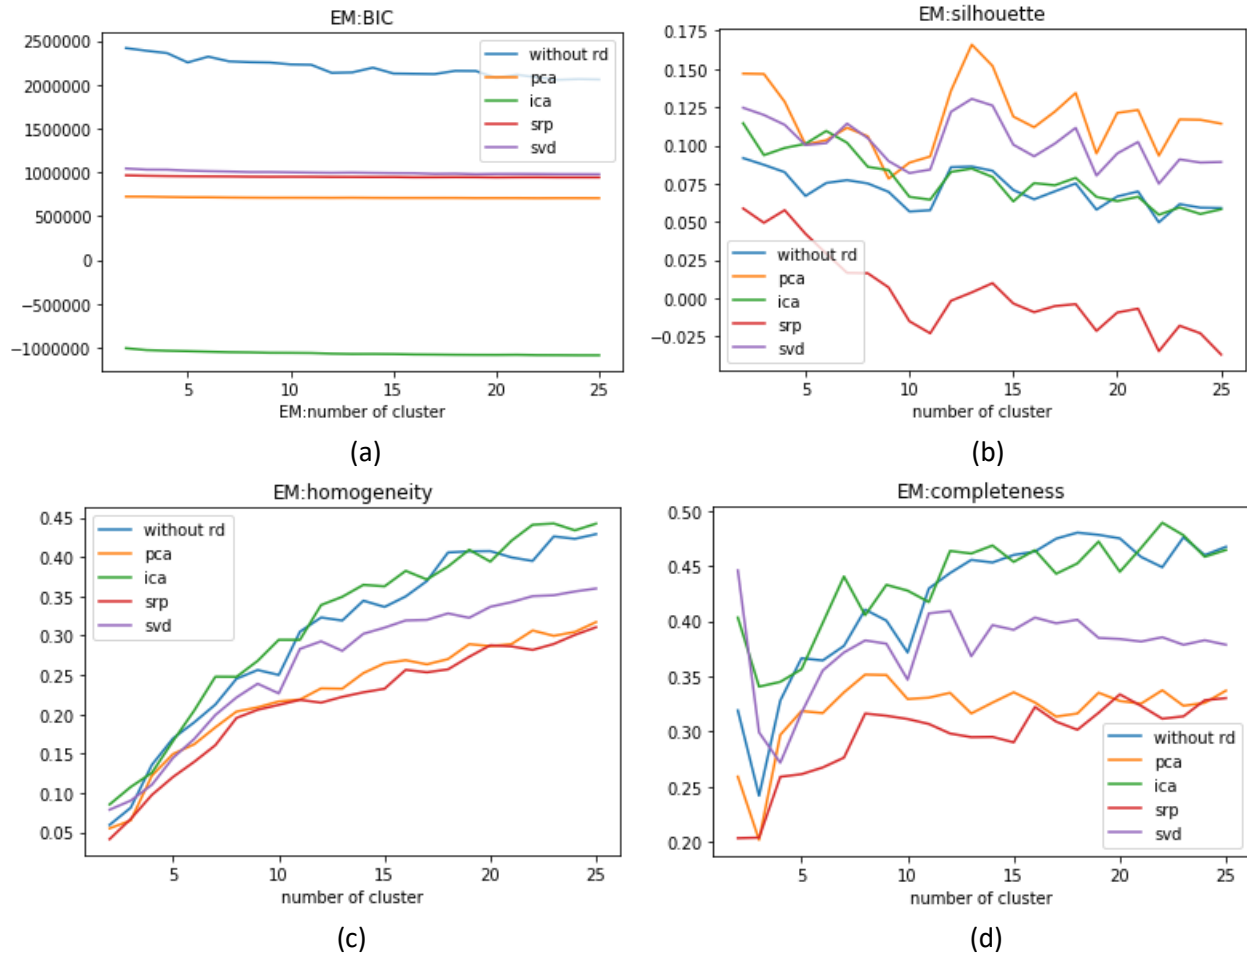 EM:BIC
2500000
2000000
1500000
1000000
500000
0
−500000
−1000000
without rd
pca
ica
srp
svd
5 10 15 20 25
EM:number of cluster
(a)
EM:silhouette
0.175
0.150
0.125
0.100
0.075
0.050
0.025
0.000
−0.025
without rd
pca
ica
srp
svd
5 10 15 20 25
number of cluster
(b)
EM:homogeneity
0.45
0.40
0.35
0.30
0.25
0.20
0.15
0.10
0.05
without rd
pca
ica
srp
svd
5 10 15 20 25
number of cluster
(c)
EM:completeness
0.50
0.45
0.40
0.35
0.30
0.25
0.20
without rd
pca
ica
srp
svd
5 10 15 20 25
number of cluster
(d)